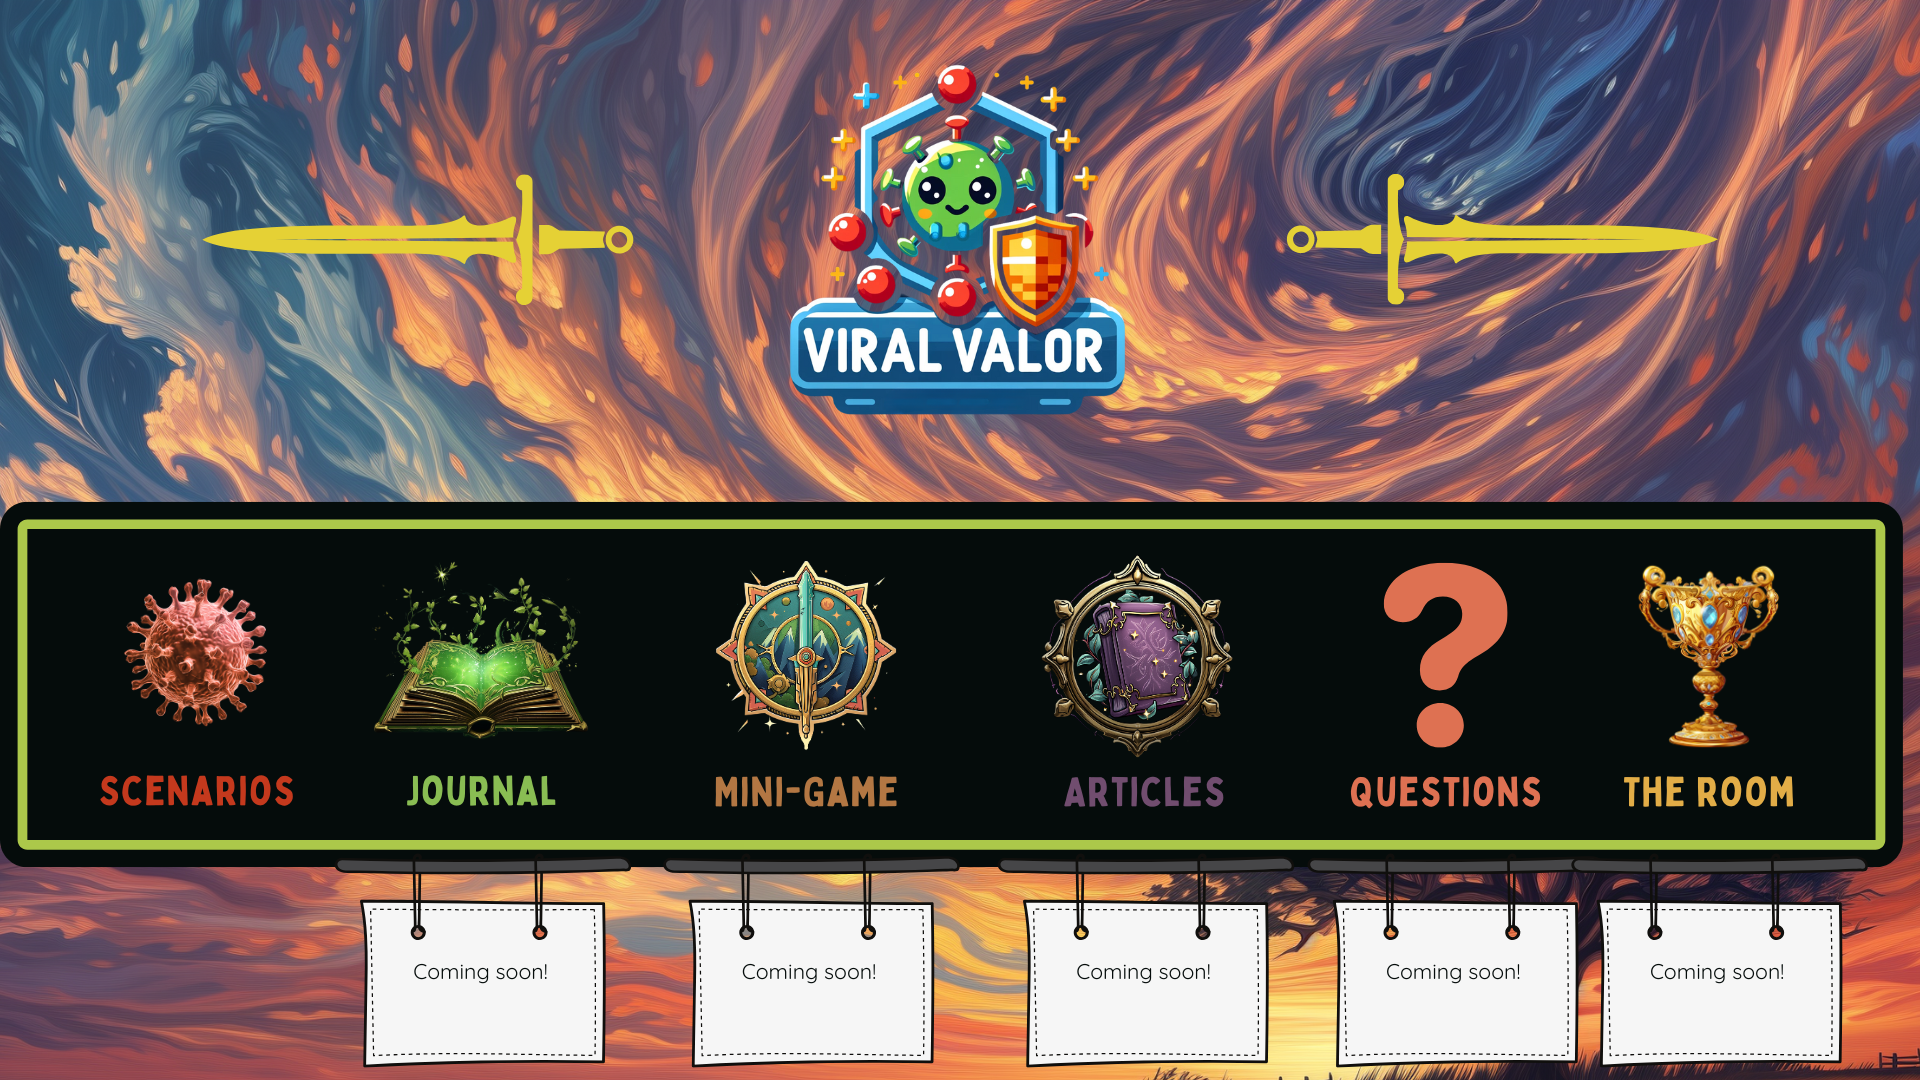 VIRAL VALOR
SCENARIOS
JOURNAL
MINI-GAME
ARTICLES
QUESTIONS
THE ROOM
Coming soon!
Coming soon!
Coming soon!
Coming soon!
Coming soon!